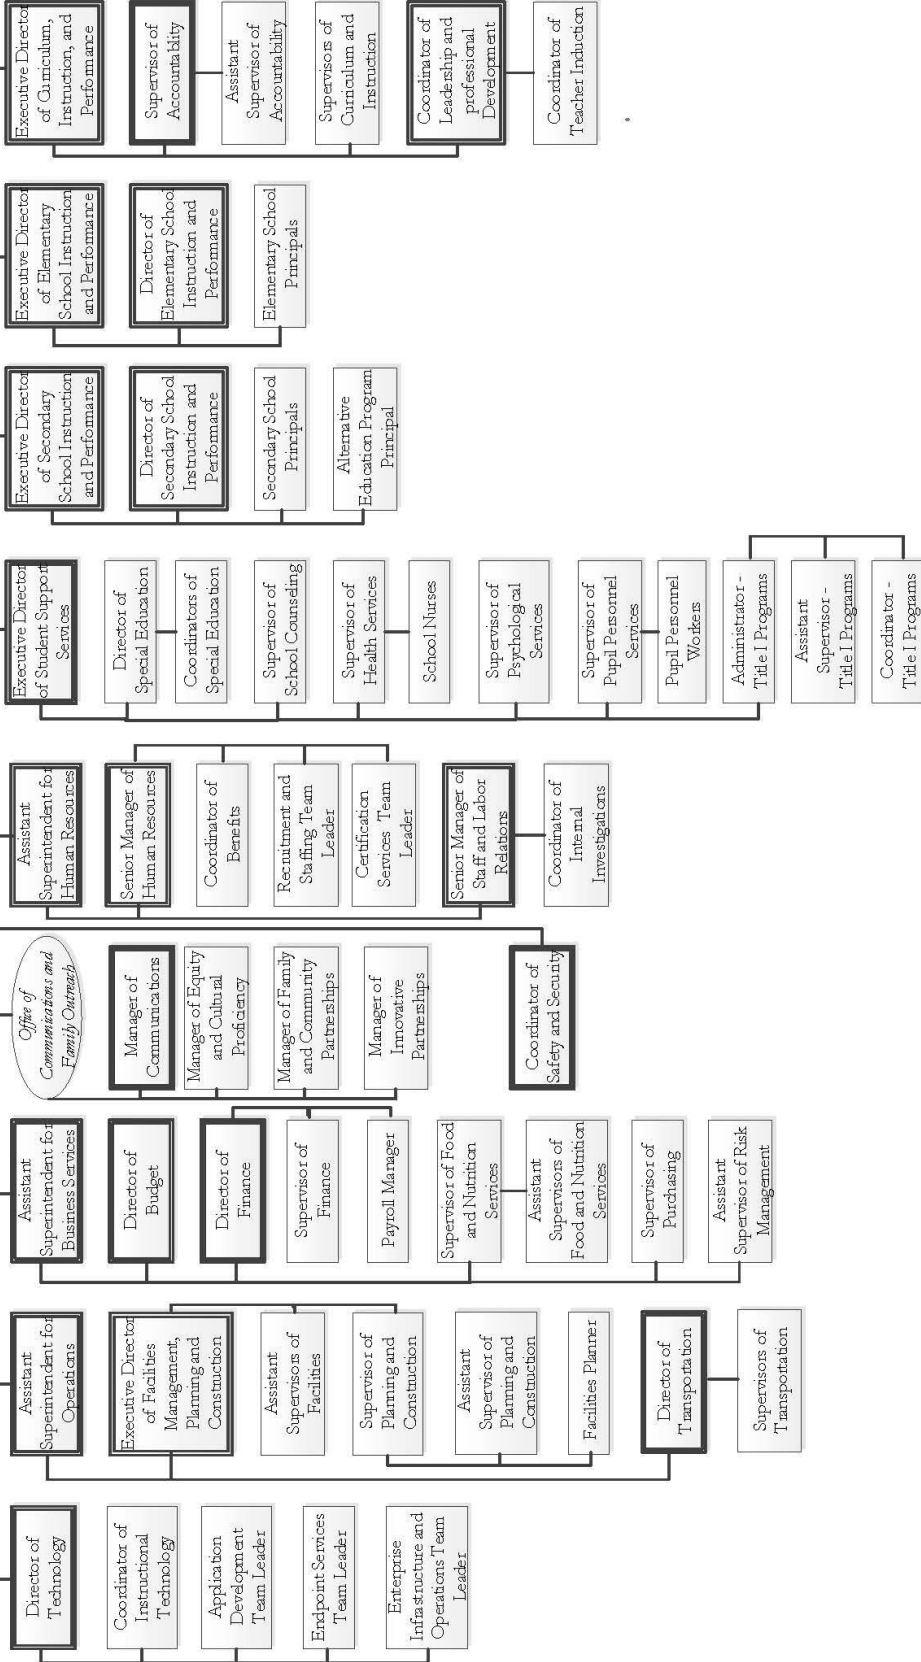 Director of
Technology
Coordinator of
Instructional
Technology
Application
Development
Team Leader
Endpoint Services
Team Leader
Enterprise
Infrastructure and
Operations Team
Leader
Assistant
Superintendent for
Operations
Executive Director
of Facilities
Management,
Planning and
Construction
Assistant
Supervisors of
Facilities
Supervisor of
Planning and
Construction
Assistant
Supervisor of
Planning and
Construction
Facilities Planner
Director of
Transportation
Supervisors of
Transportation
Assistant
Superintendent for
Business Services
Director of
Budget
Director of
Finance
Supervisor of
Finance
Payroll Manager
Supervisor of Food
and Nutrition
Services
Assistant
Supervisors of
Food and Nutrition
Services
Supervisor of
Purchasing
Assistant
Supervisor of Risk
Management
Office of
Communications and
Family Outreach
Manager of
Communications
Manager of Equity
and Cultural
Proficiency
Manager of Family
and Community
Partnerships
Manager of
Innovative
Partnerships
Coordinator of
Safety and Security
Assistant
Superintendent for
Human Resources
Senior Manager of
Human Resources
Coordinator of
Benefits
Recruitment and
Staffing Team
Leader
Certification
Services Team
Leader
Senior Manager of
Staff and Labor
Relations
Coordinator of
Internal
Investigations
Executive Director
of Student Support
Services
Director of
Special Education
Coordinators of
Special Education
Supervisor of
School Counseling
Supervisor of
Health Services
School Nurses
Supervisor of
Psychological
Services
Supervisor of
Pupil Personnel
Services
Pupil Personnel
Workers
Administrator -
Title I Programs
Assistant
Supervisor -
Title I Programs
Coordinator -
Title I Programs
Executive Director
of Secondary
School Instruction
and Performance
Director of
Secondary School
Instruction and
Performance
Secondary School
Principals
Alternative
Education Program
Principal
Executive Director
of Elementary
School Instruction
and Performance
Director of
Elementary School
Instruction and
Performance
Elementary School
Principals
Executive Director
of Curriculum,
Instruction, and
Performance
Supervisor of
Accountablity
Assistant
Supervisor of
Accountability
Supervisors of
Curriculum and
Instruction
Coordinator of
Leadership and
professional
Development
Coordinator of
Teacher Induction